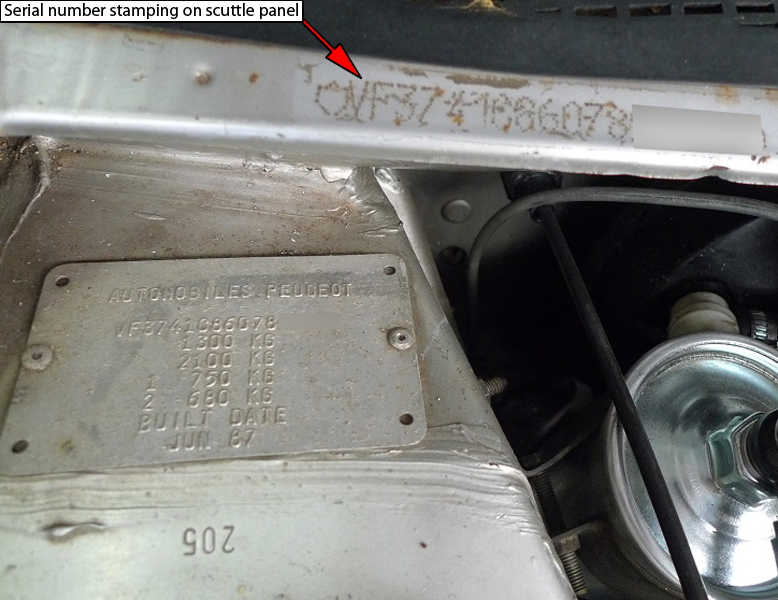 Serial number stamping on scuttle panel
VF3741C86078
AUTOMOBILES PEUGEOT
VF3741C86078
1300 KG
2100 KG
1 750 KG
2 680 KG
BUILT DATE
JUN 87
205